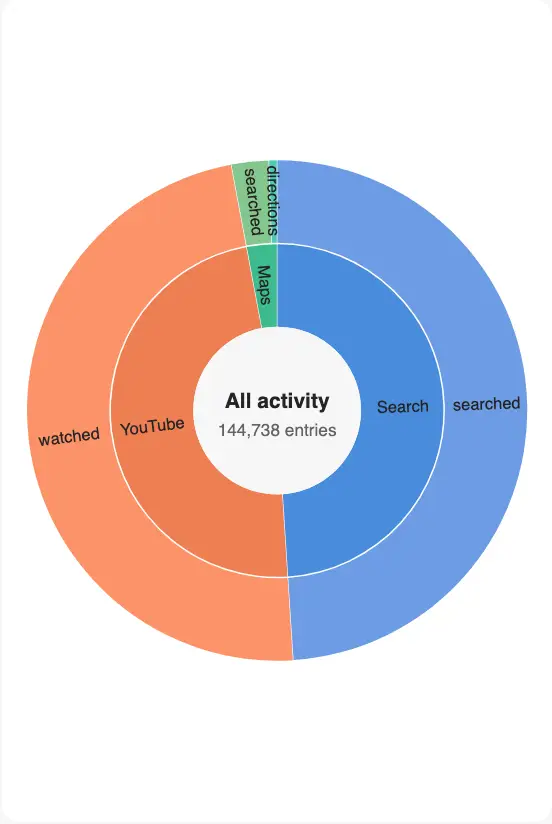 All activity
144,738 entries
Search
searched
YouTube
watched
Maps
searched
directions